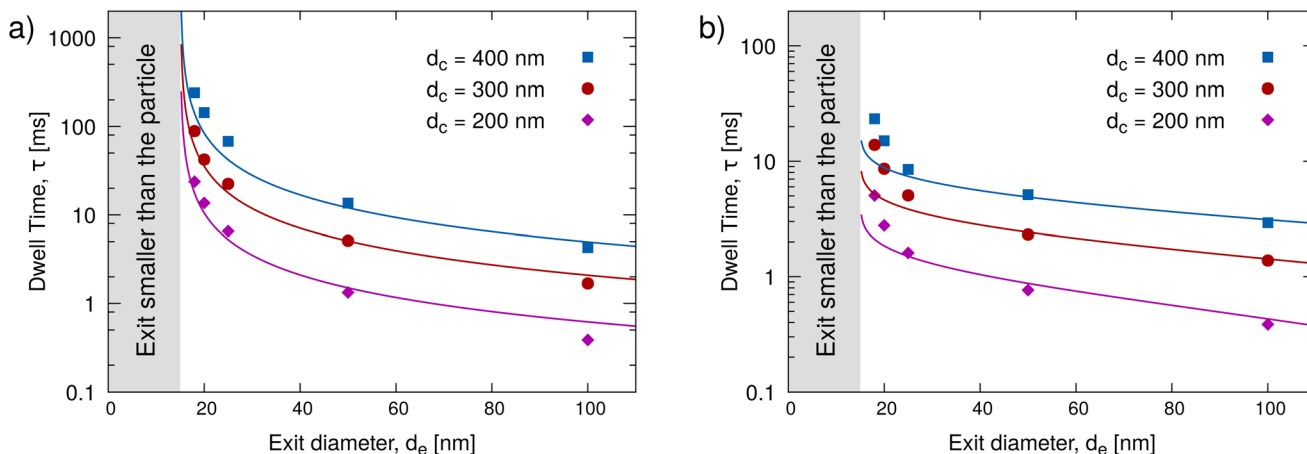 a)
1000
100
10
1
0.1
Dwell Time, τ [ms]
Exit smaller than the particle
d_c = 400 nm
d_c = 300 nm
d_c = 200 nm
0 20 40 60 80 100
Exit diameter, d_e [nm]
b)
100
10
1
0.1
Dwell Time, τ [ms]
Exit smaller than the particle
d_c = 400 nm
d_c = 300 nm
d_c = 200 nm
0 20 40 60 80 100
Exit diameter, d_e [nm]